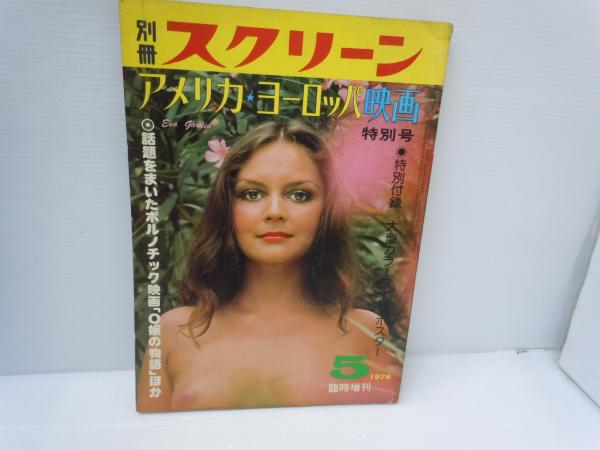 別冊
スクリーン
アメリカ★ヨーロッパ映画
特別号
Eva Garden
◎話題をまいたポルノチック映画「O嬢の物語」ほか
●特別付録
大型カラー
ポスター
5
1976
臨時増刊